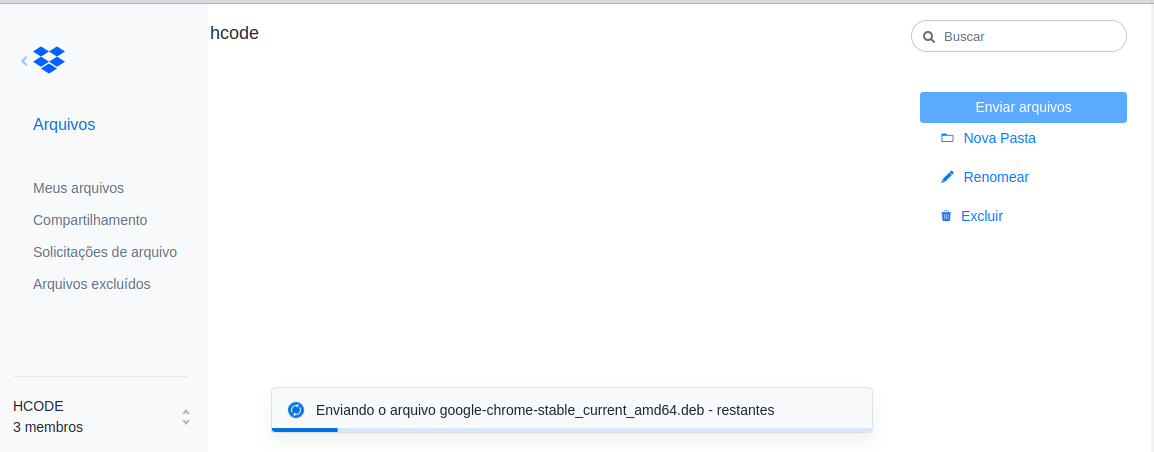 hcode
Buscar
Arquivos
Meus arquivos
Compartilhamento
Solicitações de arquivo
Arquivos excluídos
HCODE
3 membros
Enviar arquivos
Nova Pasta
Renomear
Excluir
Enviando o arquivo google-chrome-stable_current_amd64.deb - restantes